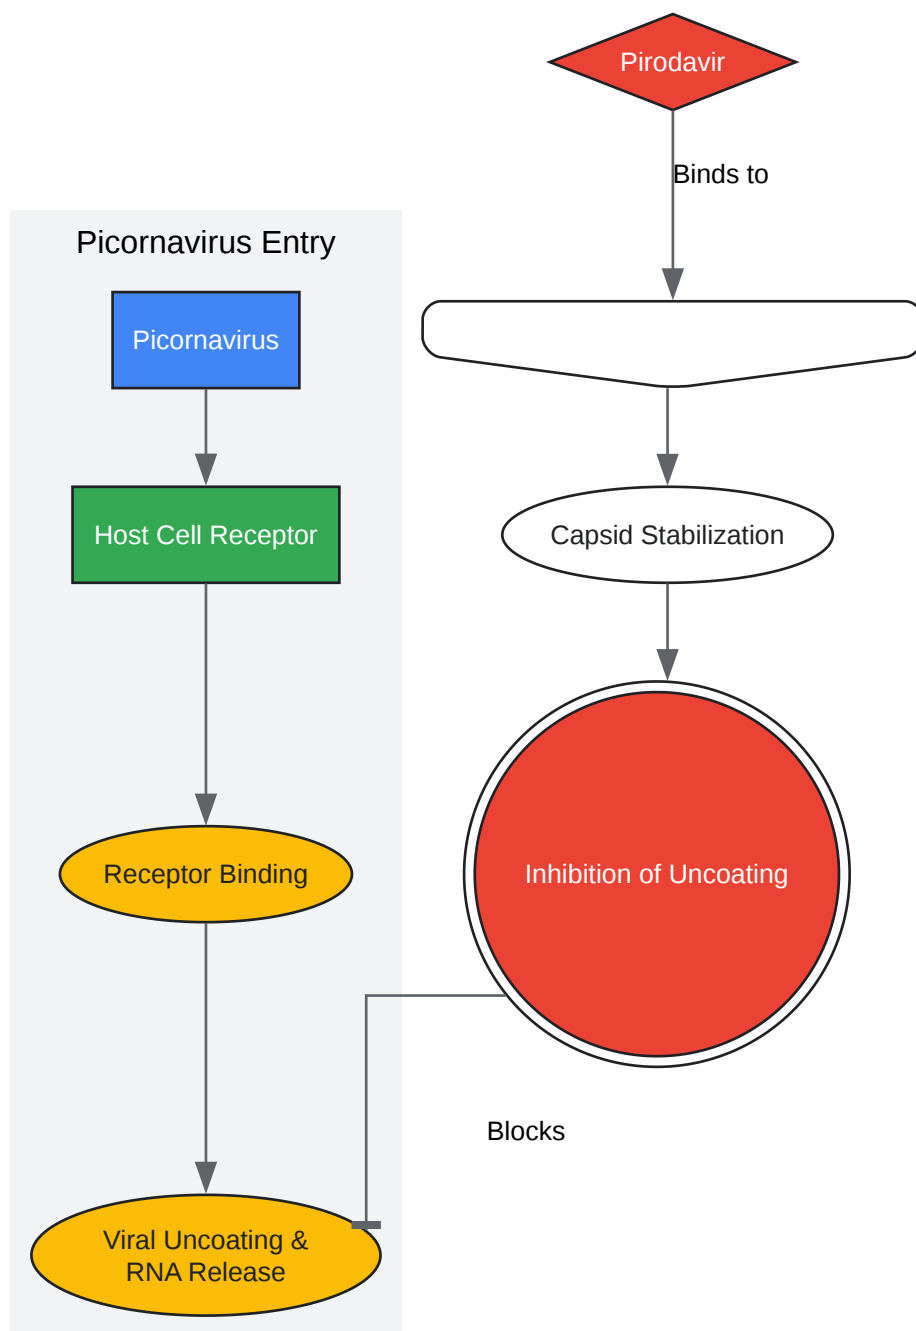 Pirodavir
Binds to
Picornavirus Entry
Picornavirus
Host Cell Receptor
Capsid Stabilization
Receptor Binding
Inhibition of Uncoating
Blocks
Viral Uncoating &
RNA Release